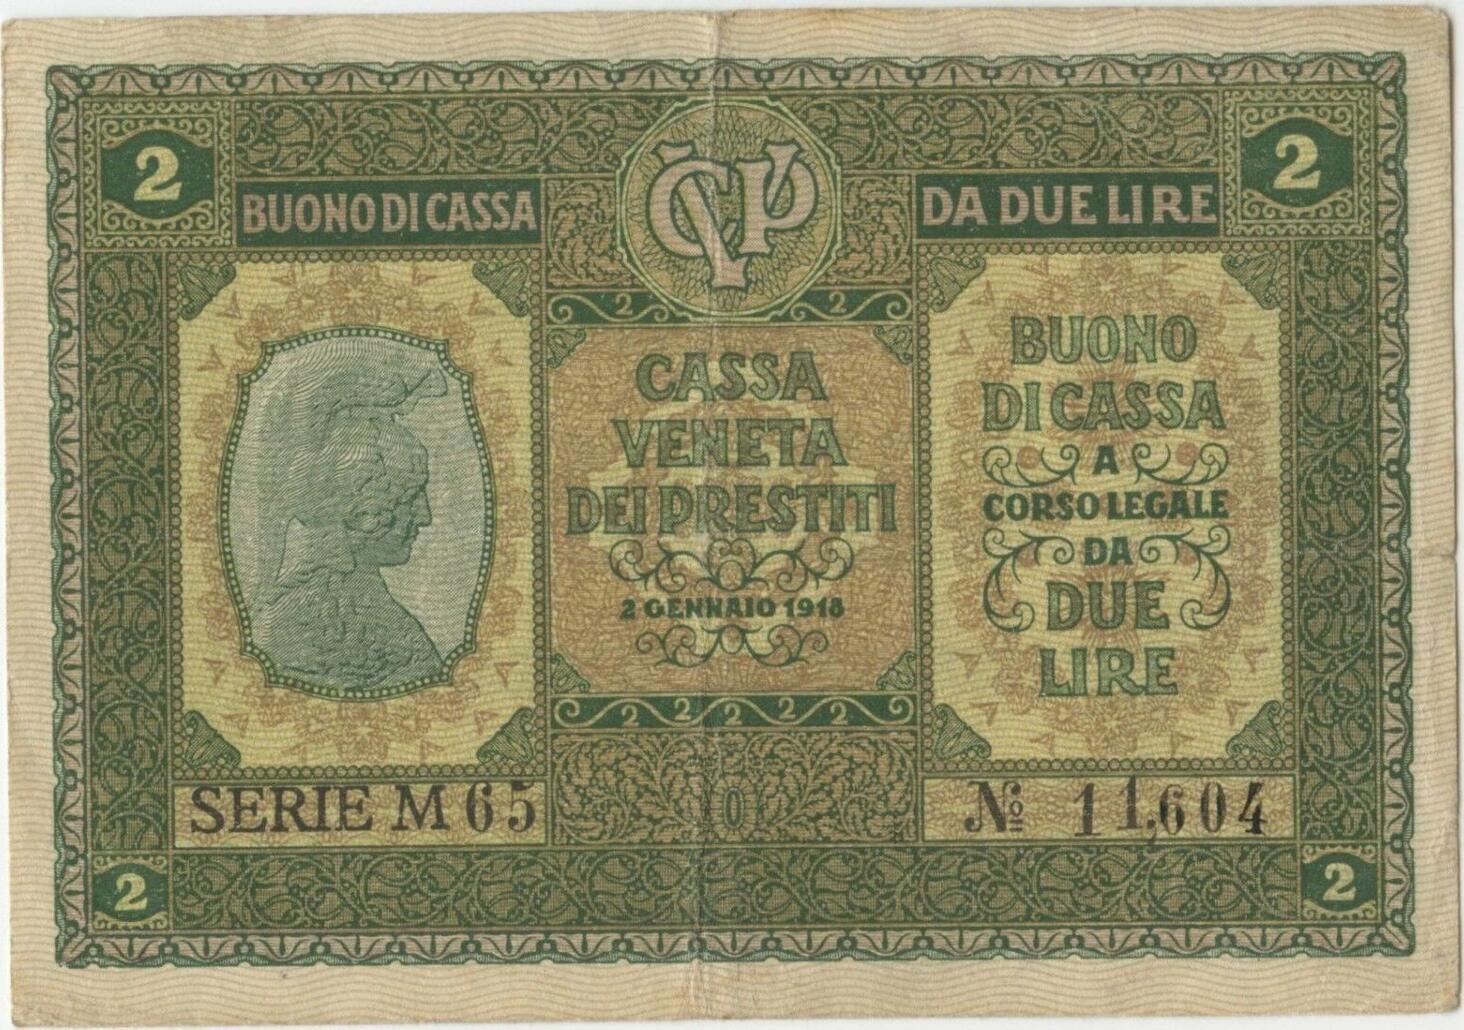 2
BUONO DI CASSA
CVP
DA DUE LIRE
2
2 2
CASSA
VENETA
DEI PRESTITI
2 GENNAIO 1918
BUONO
DI CASSA
A
CORSO LEGALE
DA
DUE
LIRE
2 2 2 2 2
SERIE M 65
O
Nº 11,604
2
2